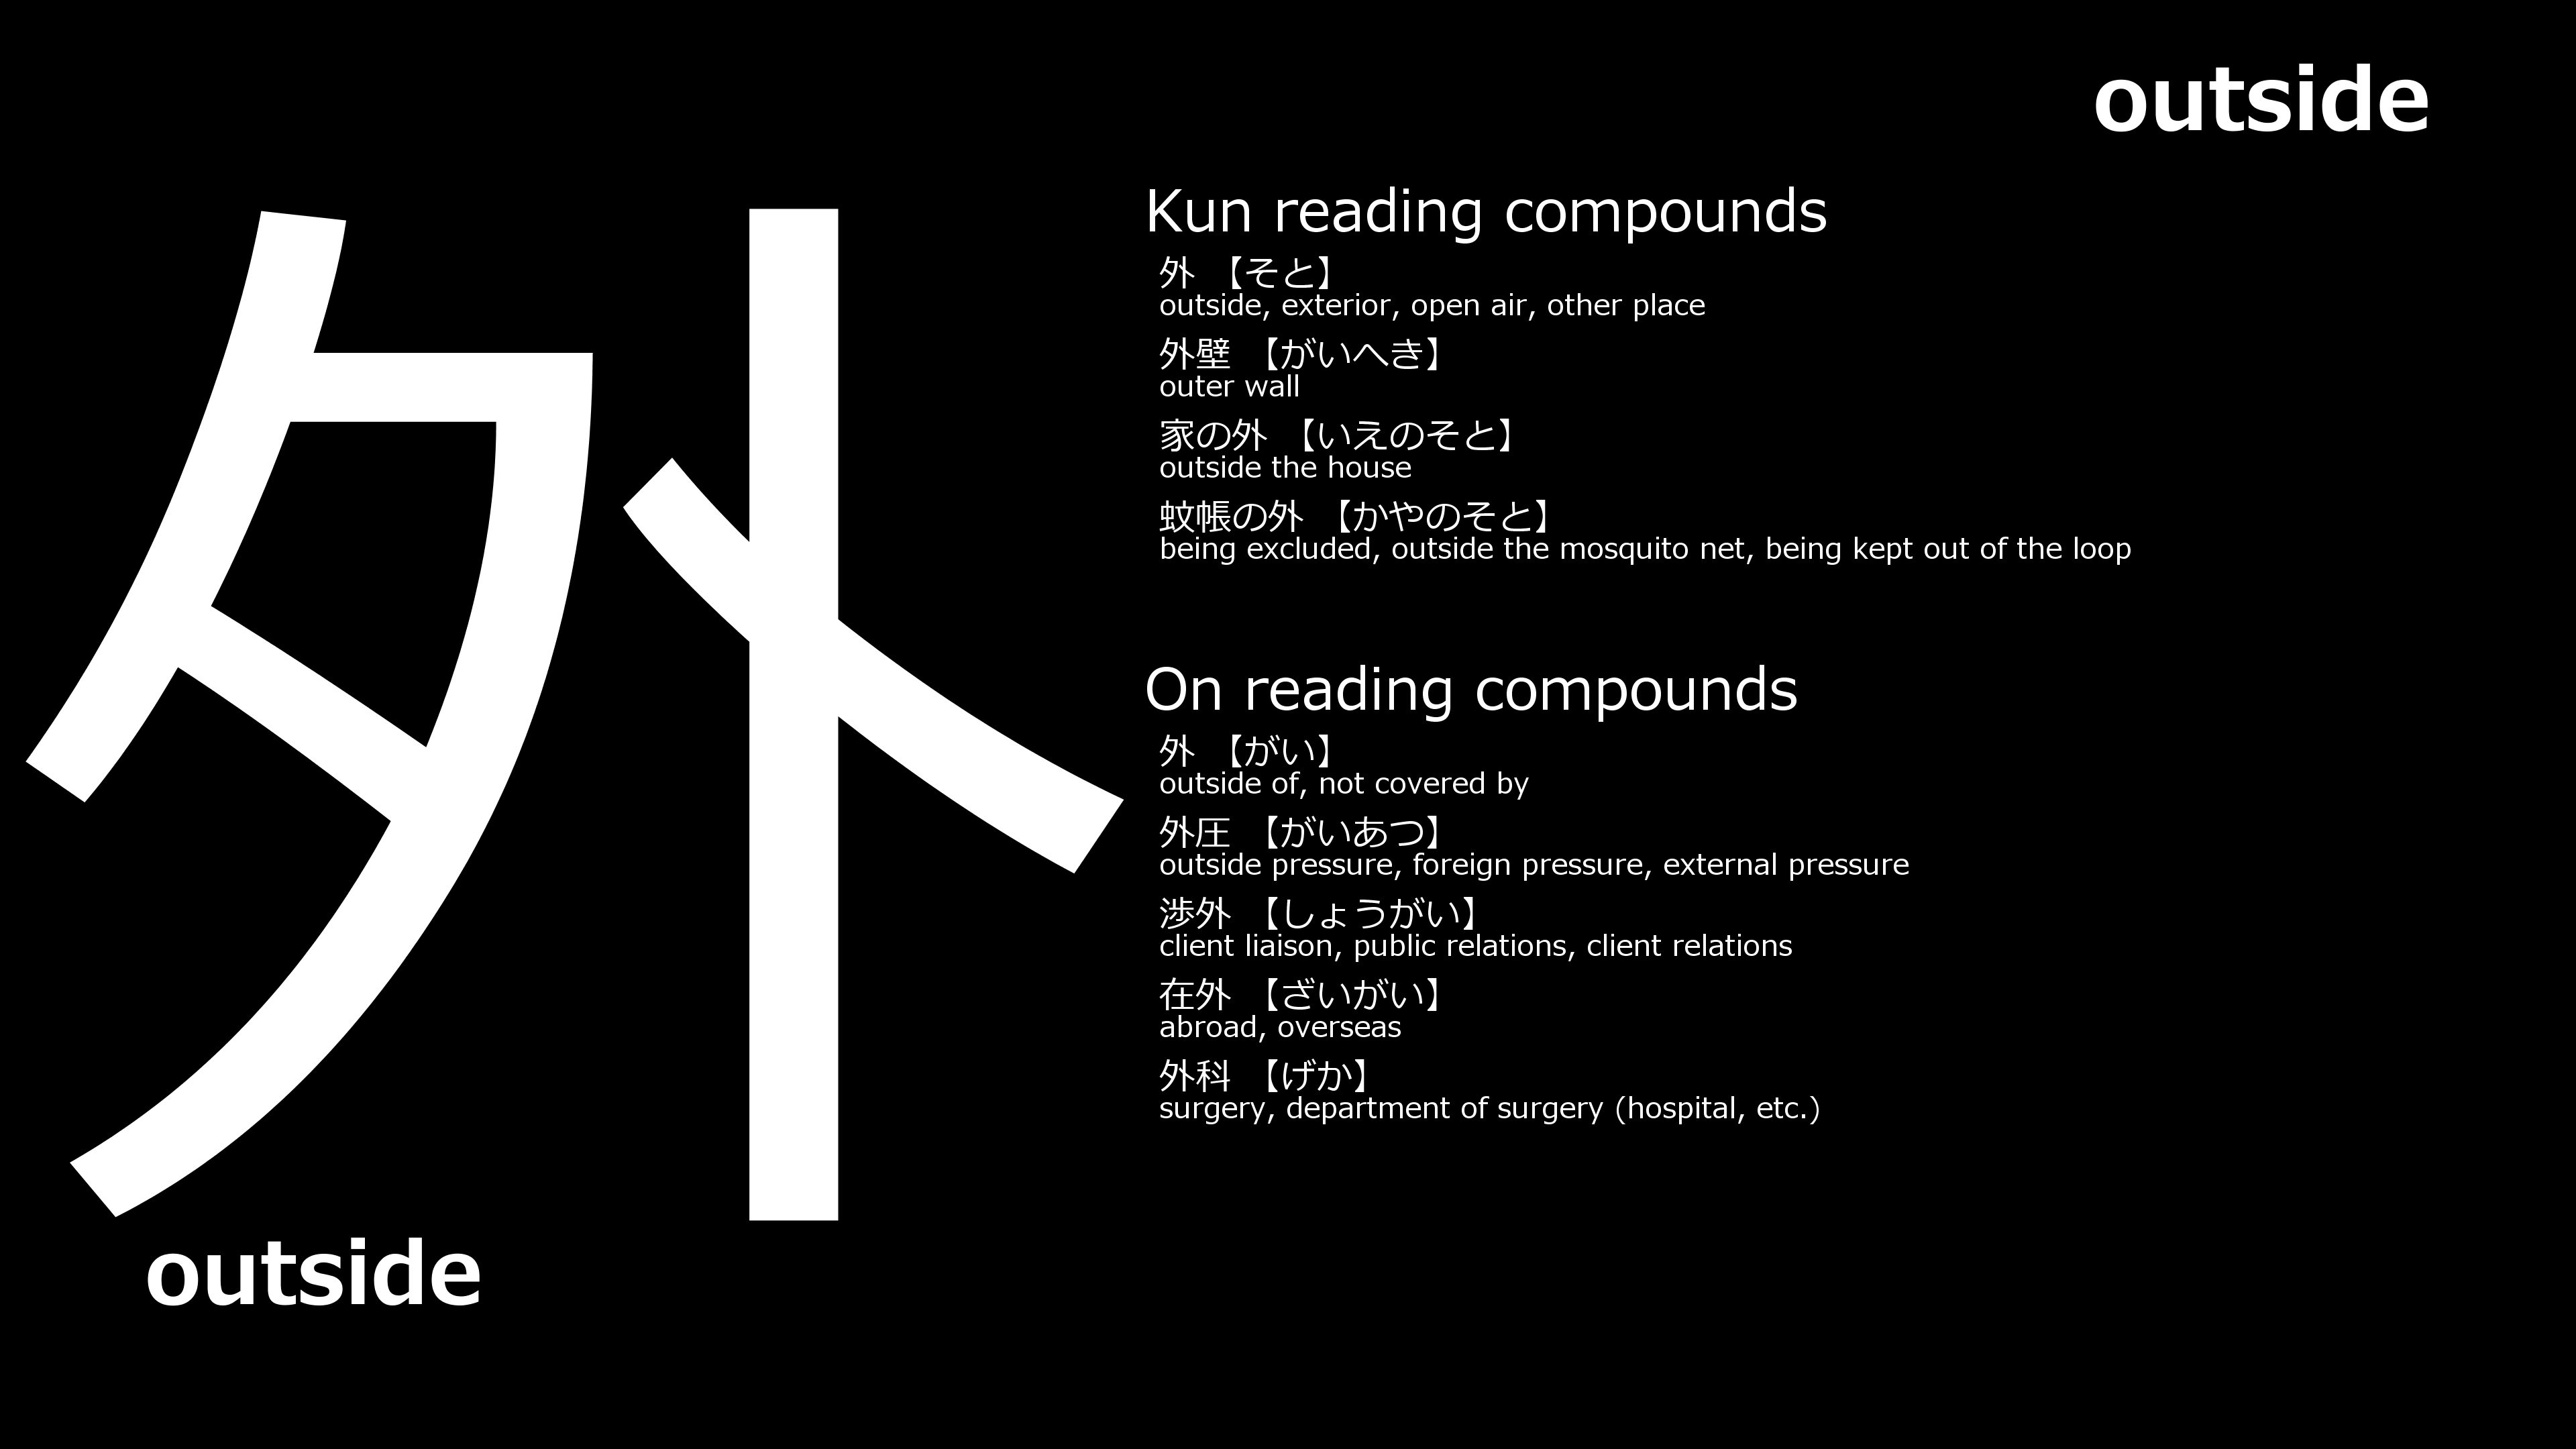 outside
外
outside
Kun reading compounds
外 【そと】
outside, exterior, open air, other place
外壁 【がいへき】
outer wall
家の外 【いえのそと】
outside the house
蚊帳の外 【かやのそと】
being excluded, outside the mosquito net, being kept out of the loop
On reading compounds
外 【がい】
outside of, not covered by
外圧 【がいあつ】
outside pressure, foreign pressure, external pressure
渉外 【しょうがい】
client liaison, public relations, client relations
在外 【ざいがい】
abroad, overseas
外科 【げか】
surgery, department of surgery (hospital, etc.)